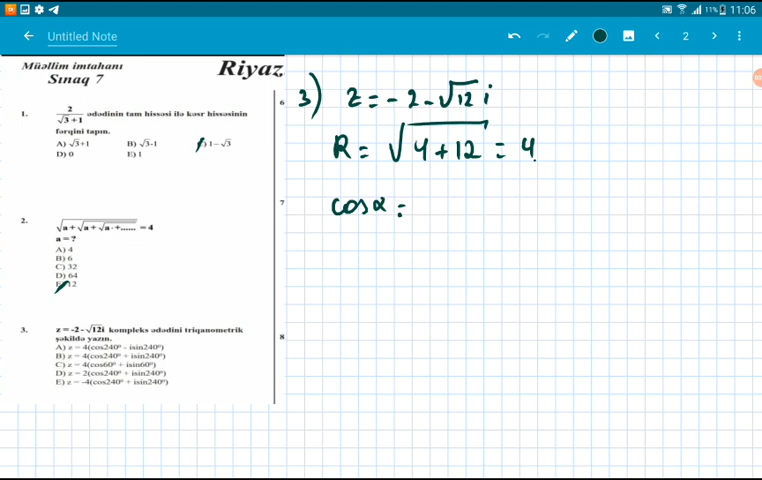 11% 11:06
Untitled Note
2
Müəllim imtahanı
Sınaq 7
Riyaz
1. 2/(√3+1) ədədinin tam hissəsi ilə kəsr hissəsinin
fərqini tapın.
A) √3+1 B) √3-1 1-√3
D) 0 E) 1
2. √a+√a+√a+...... = 4
a=?
A) 4
B) 6
C) 32
D) 64
E) 12
3. z=-2-√12i kompleks ədədini triqanometrik
şəkildə yazın.
A) z = 4(cos240° - isin240°)
B) z = 4(cos240° + isin240°)
C) z = 4(cos60° + isin60°)
D) z = 2(cos240° + isin240°)
E) z = -4(cos240° + isin240°)
6
7
8
3) z = -2-√12 i
R = √4+12 = 4.
cosα =